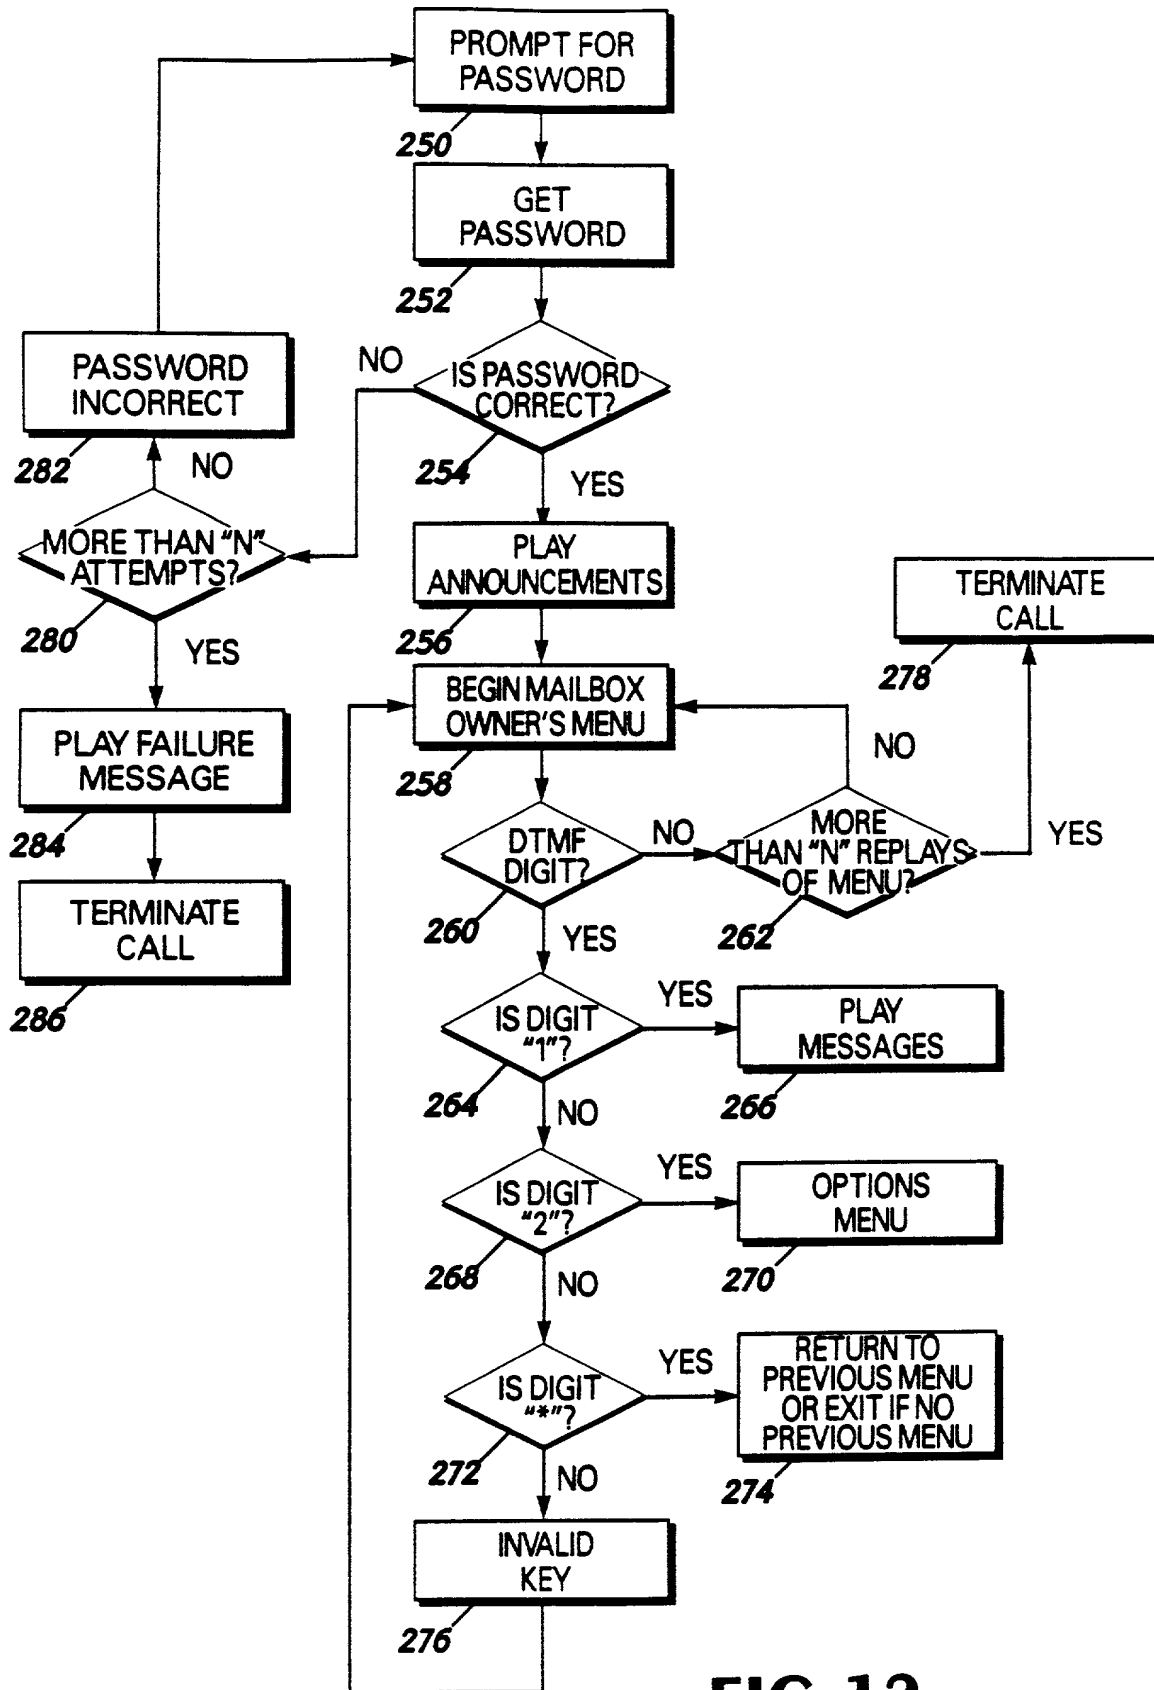 PROMPT FOR
PASSWORD
250
GET
PASSWORD
252
IS PASSWORD
CORRECT?
254
NO
YES
PASSWORD
INCORRECT
282
NO
MORE THAN "N"
ATTEMPTS?
280
YES
PLAY FAILURE
MESSAGE
284
TERMINATE
CALL
286
PLAY
ANNOUNCEMENTS
256
BEGIN MAILBOX
OWNER'S MENU
258
TERMINATE
CALL
278
DTMF
DIGIT?
260
NO
YES
MORE
THAN "N" REPLAYS
OF MENU?
262
NO
YES
IS DIGIT
"1"?
264
YES
NO
PLAY
MESSAGES
266
IS DIGIT
"2"?
268
YES
NO
OPTIONS
MENU
270
IS DIGIT
"*"?
272
YES
NO
RETURN TO
PREVIOUS MENU
OR EXIT IF NO
PREVIOUS MENU
274
INVALID
KEY
276